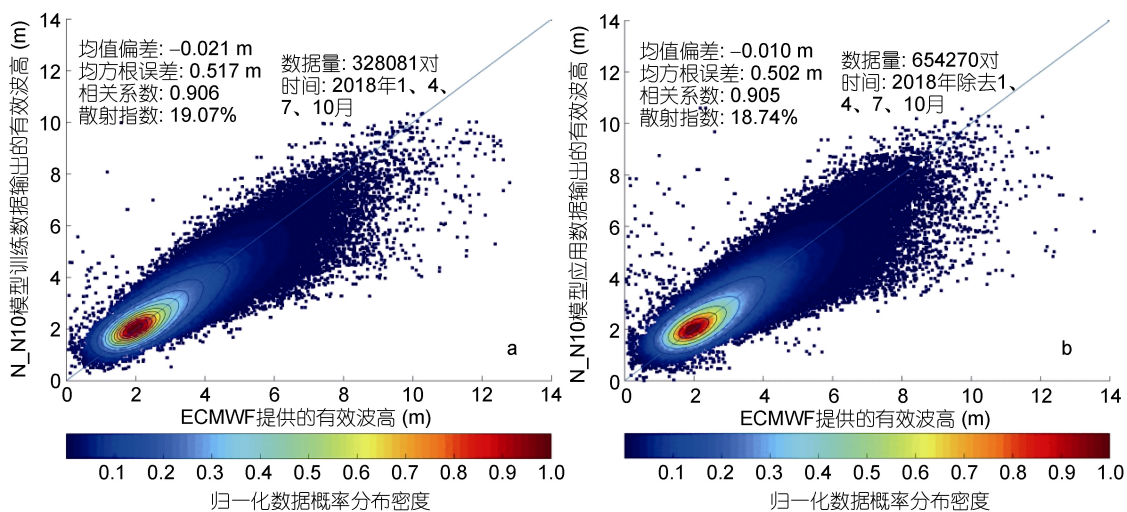 N_N10模型训练数据输出的有效波高 (m)
14
12
10
8
6
4
2
0
均值偏差: –0.021 m
均方根误差: 0.517 m
相关系数: 0.906
散射指数: 19.07%
数据量: 328081对
时间: 2018年1、4、
7、10月
a
0
2
4
6
8
10
12
14
ECMWF提供的有效波高 (m)
0.1
0.2
0.3
0.4
0.5
0.6
0.7
0.8
0.9
1.0
归一化数据概率分布密度
N_N10模型应用数据输出的有效波高 (m)
14
12
10
8
6
4
2
0
均值偏差: –0.010 m
均方根误差: 0.502 m
相关系数: 0.905
散射指数: 18.74%
数据量: 654270对
时间: 2018年除去1、
4、7、10月
b
0
2
4
6
8
10
12
14
ECMWF提供的有效波高 (m)
0.1
0.2
0.3
0.4
0.5
0.6
0.7
0.8
0.9
1.0
归一化数据概率分布密度